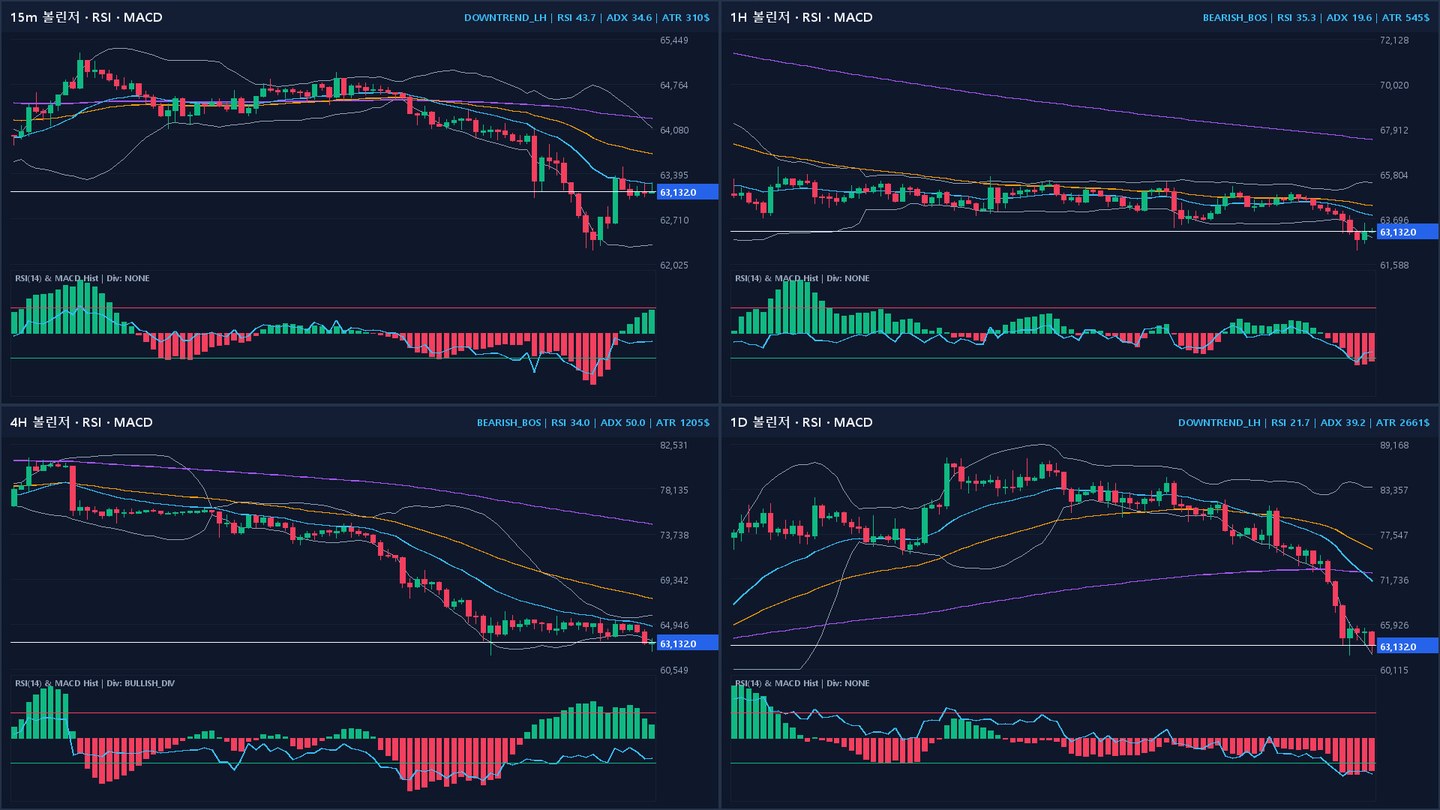 15m 볼린저 · RSI · MACD
DOWNTREND_LH | RSI 43.7 | ADX 34.6 | ATR 310$
65,449
64,764
64,080
63,395
63,132.0
62,710
62,025
RSI(14) & MACD Hist | Div: NONE
1H 볼린저 · RSI · MACD
BEARISH_BOS | RSI 35.3 | ADX 19.6 | ATR 545$
72,128
70,020
67,912
65,804
63,696
63,132.0
61,588
RSI(14) & MACD Hist | Div: NONE
4H 볼린저 · RSI · MACD
BEARISH_BOS | RSI 34.0 | ADX 50.0 | ATR 1205$
82,531
78,135
73,738
69,342
64,946
63,132.0
60,549
RSI(14) & MACD Hist | Div: BULLISH_DIV
1D 볼린저 · RSI · MACD
DOWNTREND_LH | RSI 21.7 | ADX 39.2 | ATR 2661$
89,168
83,357
77,547
71,736
65,926
63,132.0
60,115
RSI(14) & MACD Hist | Div: NONE